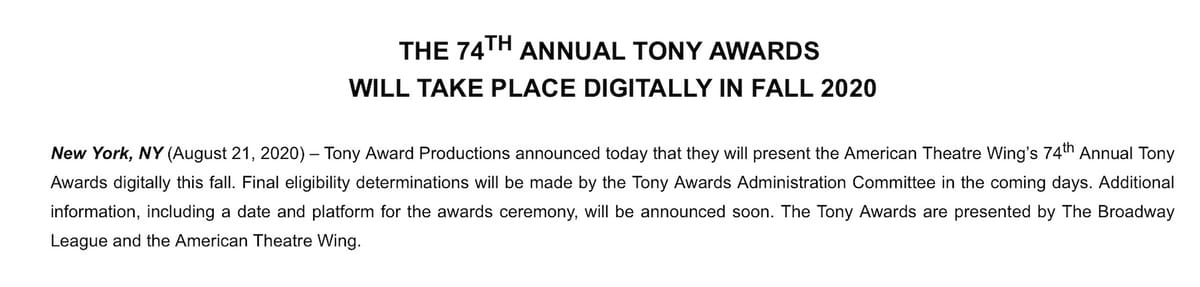 THE 74TH ANNUAL TONY AWARDS
WILL TAKE PLACE DIGITALLY IN FALL 2020
New York, NY (August 21, 2020) – Tony Award Productions announced today that they will present the American Theatre Wing's 74th Annual Tony
Awards digitally this fall. Final eligibility determinations will be made by the Tony Awards Administration Committee in the coming days. Additional
information, including a date and platform for the awards ceremony, will be announced soon. The Tony Awards are presented by The Broadway
League and the American Theatre Wing.